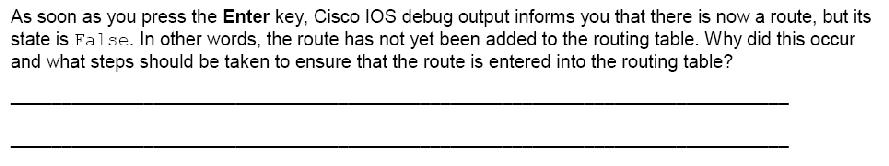 As soon as you press the Enter key, Cisco IOS debug output informs you that there is now a route, but its
state is False. In other words, the route has not yet been added to the routing table. Why did this occur
and what steps should be taken to ensure that the route is entered into the routing table?